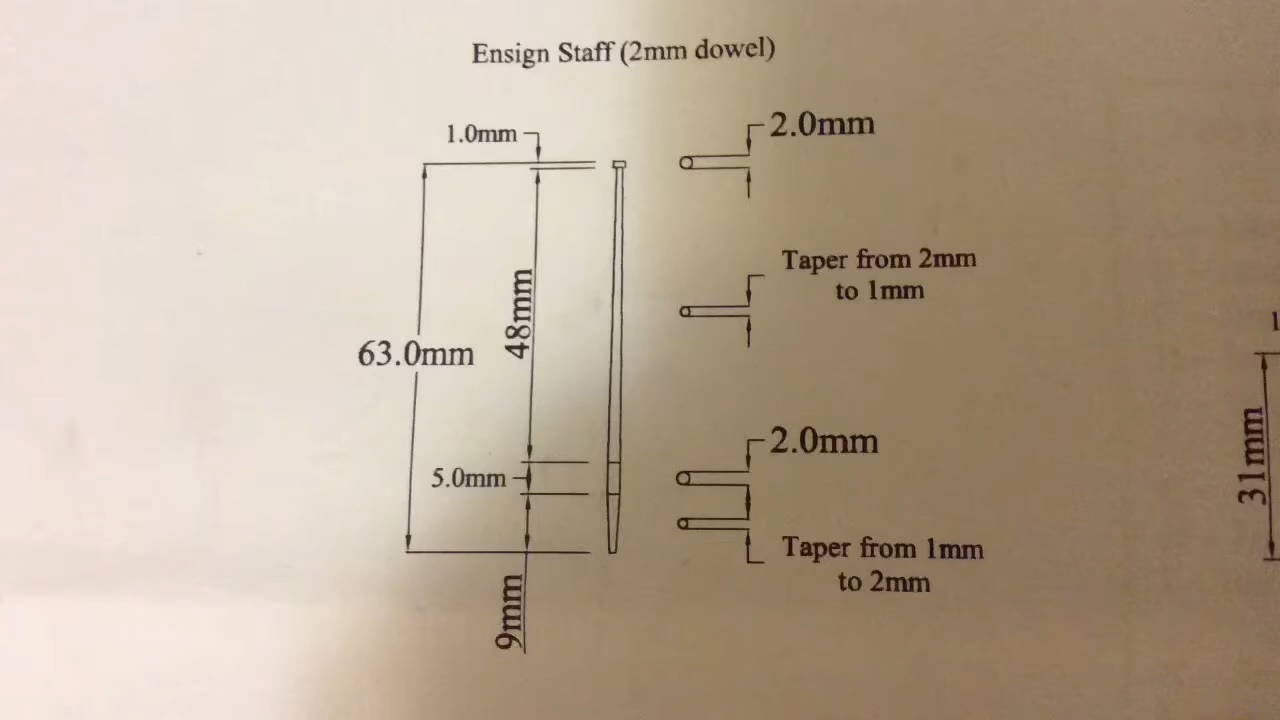 Ensign Staff (2mm dowel)
1.0mm
2.0mm
Taper from 2mm
to 1mm
48mm
63.0mm
2.0mm
5.0mm
31mm
Taper from 1mm
to 2mm
9mm